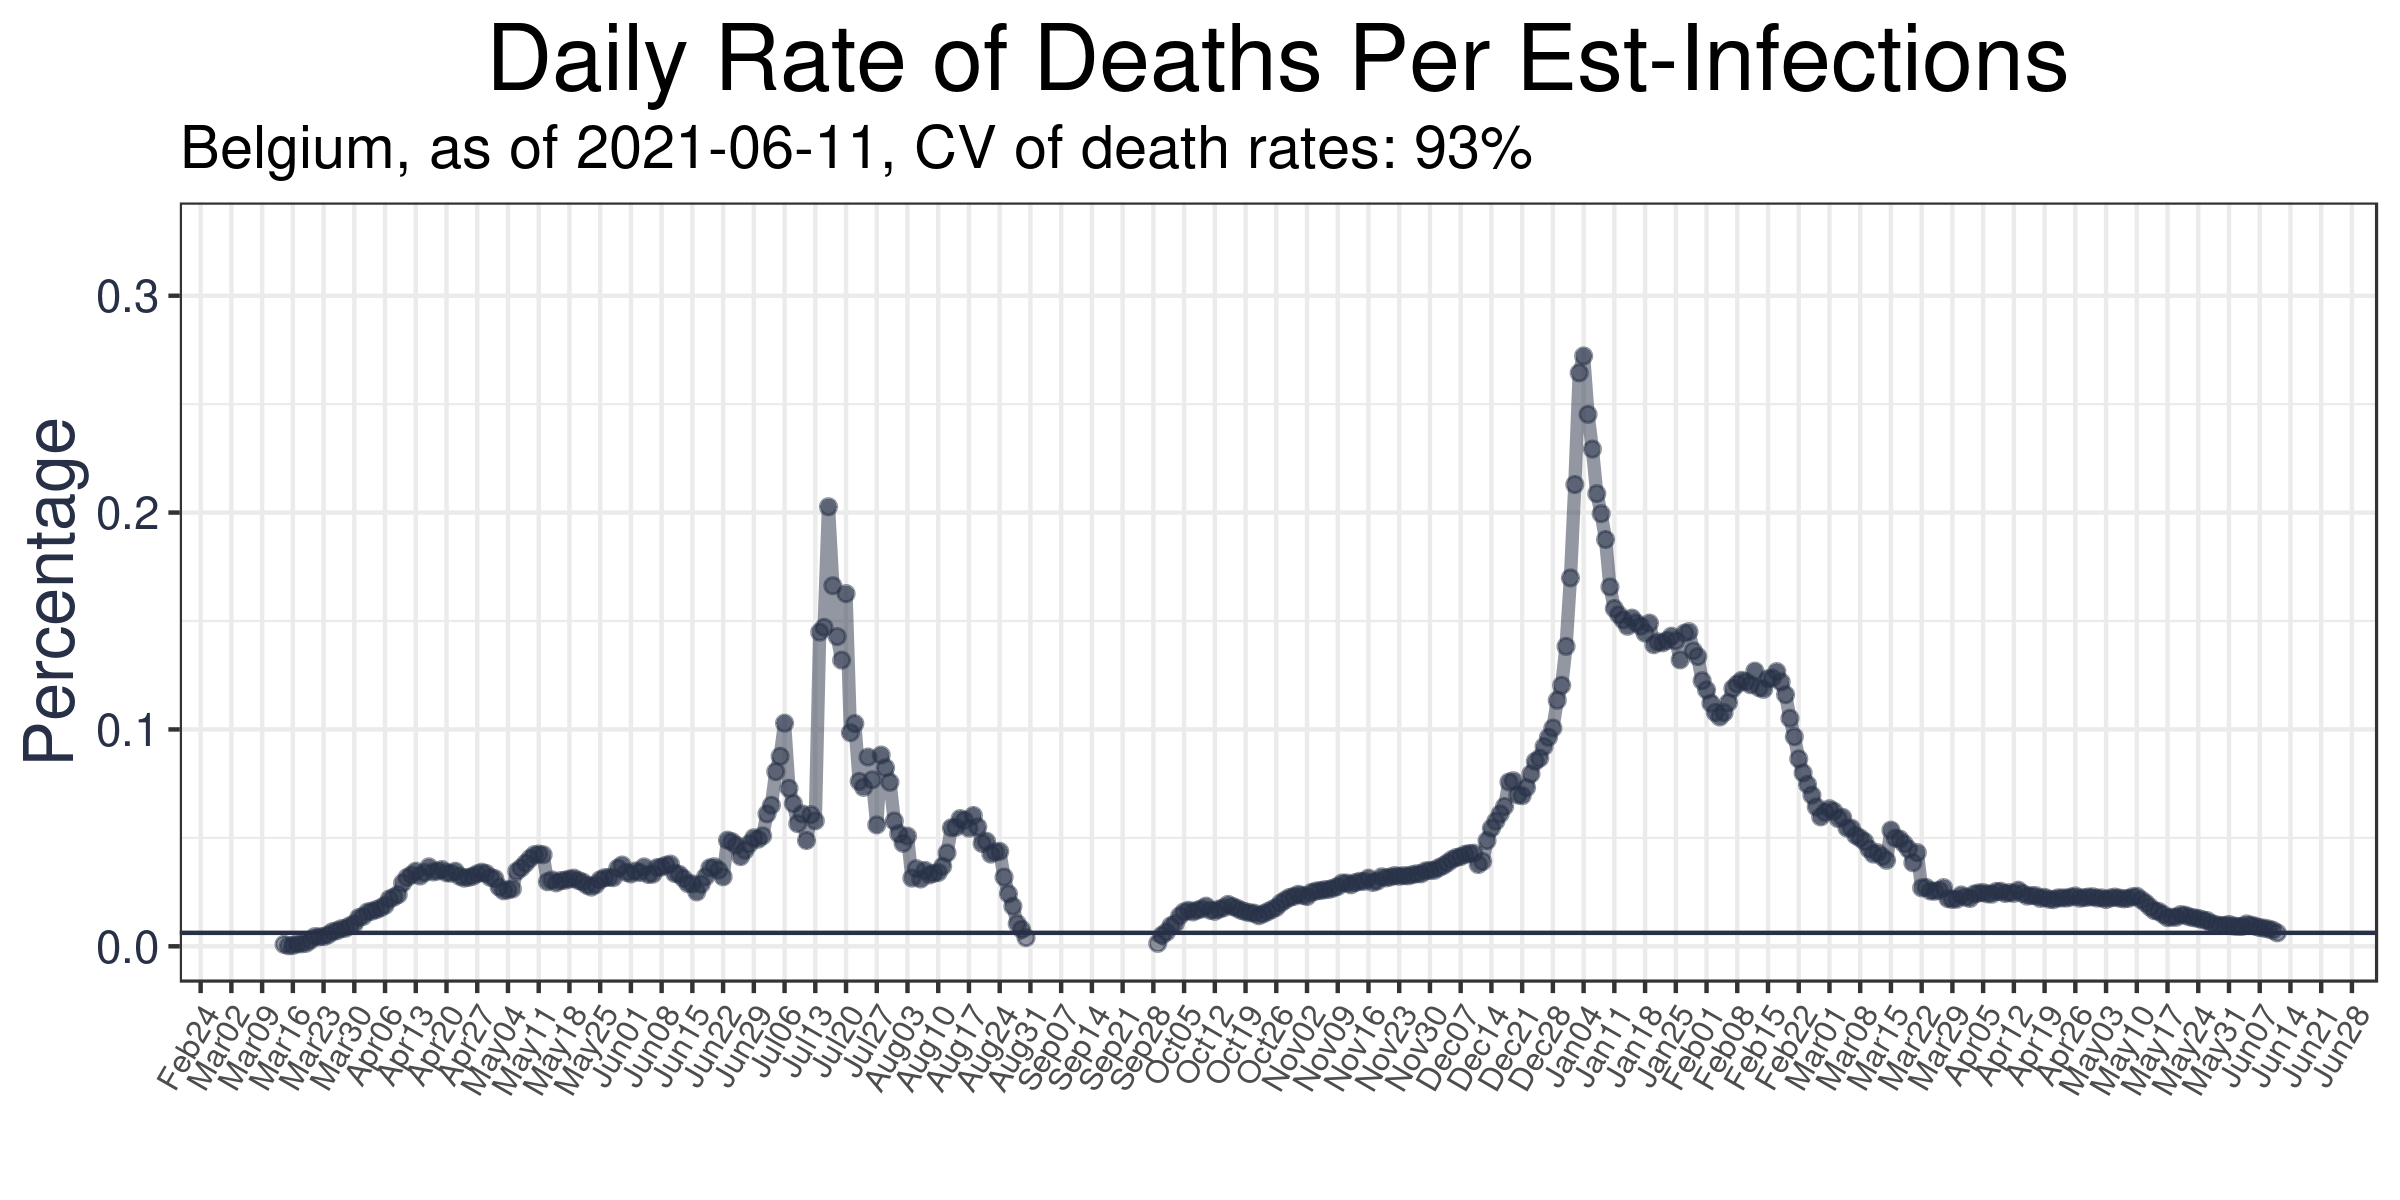 Daily Rate of Deaths Per Est-Infections
Belgium, as of 2021-06-11, CV of death rates: 93%
Percentage
0.3
0.2
0.1
0.0
Feb24
Mar02
Mar09
Mar16
Mar23
Mar30
Apr06
Apr13
Apr20
Apr27
May04
May11
May18
May25
Jun01
Jun08
Jun15
Jun22
Jun29
Jul06
Jul13
Jul20
Jul27
Aug03
Aug10
Aug17
Aug24
Aug31
Sep07
Sep14
Sep21
Sep28
Oct05
Oct12
Oct19
Oct26
Nov02
Nov09
Nov16
Nov23
Nov30
Dec07
Dec14
Dec21
Dec28
Jan04
Jan11
Jan18
Jan25
Feb01
Feb08
Feb15
Feb22
Mar01
Mar08
Mar15
Mar22
Mar29
Apr05
Apr12
Apr19
Apr26
May03
May10
May17
May24
May31
Jun07
Jun14
Jun21
Jun28